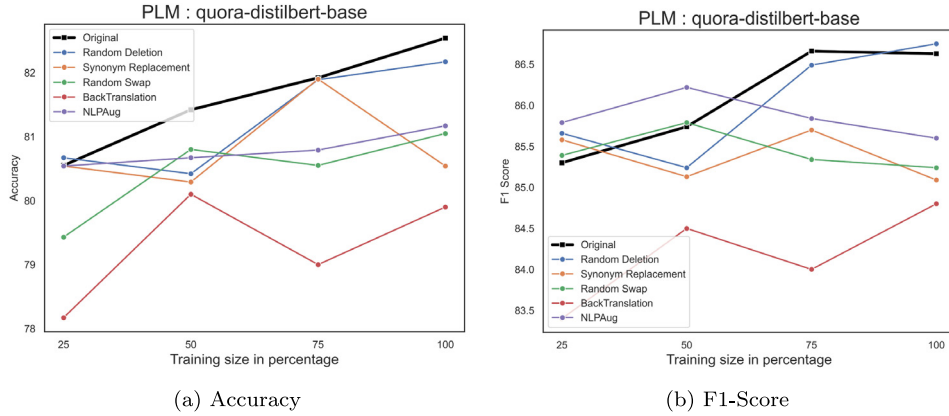 PLM : quora-distilbert-base
Original
Random Deletion
Synonym Replacement
Random Swap
BackTranslation
NLPAug
82
81
80
79
78
Accuracy
25
50
75
100
Training size in percentage
(a) Accuracy
PLM : quora-distilbert-base
86.5
86.0
85.5
85.0
84.5
84.0
83.5
F1 Score
Original
Random Deletion
Synonym Replacement
Random Swap
BackTranslation
NLPAug
25
50
75
100
Training size in percentage
(b) F1-Score